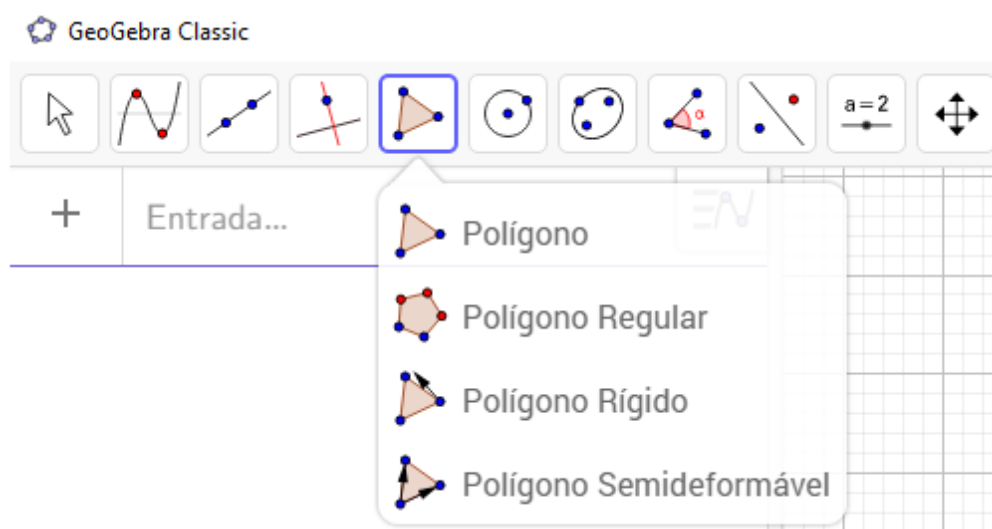 GeoGebra Classic
α
a=2
+
Entrada...
Polígono
Polígono Regular
Polígono Rígido
Polígono Semideformável